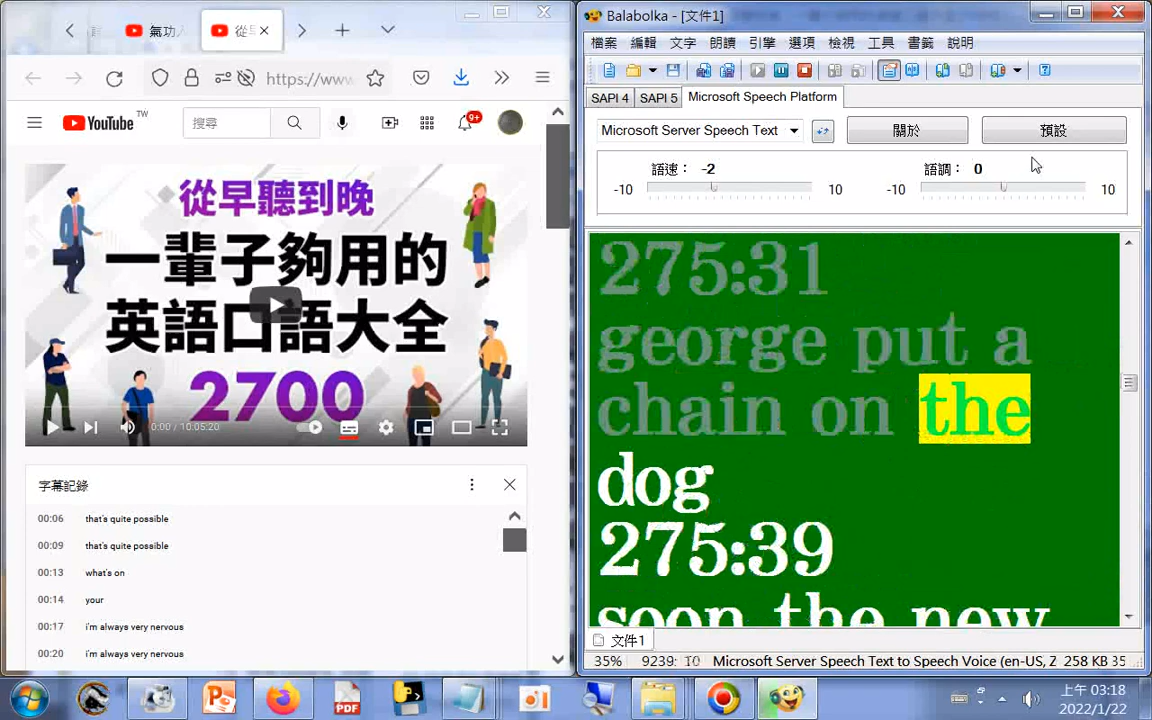 氣功人
從
https://www
YouTube TW
搜尋
9+
從早聽到晚
一輩子夠用的
英語口語大全
2700
0:00 / 10:05:20
字幕記錄
00:06 that's quite possible
00:09 that's quite possible
00:13 what's on
00:14 your
00:17 i'm always very nervous
00:20 i'm always very nervous
Balabolka - [文件1]
檔案 編輯 文字 朗讀 引擎 選項 檢視 工具 書籤 說明
SAPI 4 SAPI 5 Microsoft Speech Platform
Microsoft Server Speech Text 關於 預設
語速： -2 語調： 0
-10 10 -10 10
275:31
george put a
chain on the
dog
275:39
soon the new
文件1
35% 9239: 10 Microsoft Server Speech Text to Speech Voice (en-US, Z 258 KB 35
PDF
上午 03:18
2022/1/22